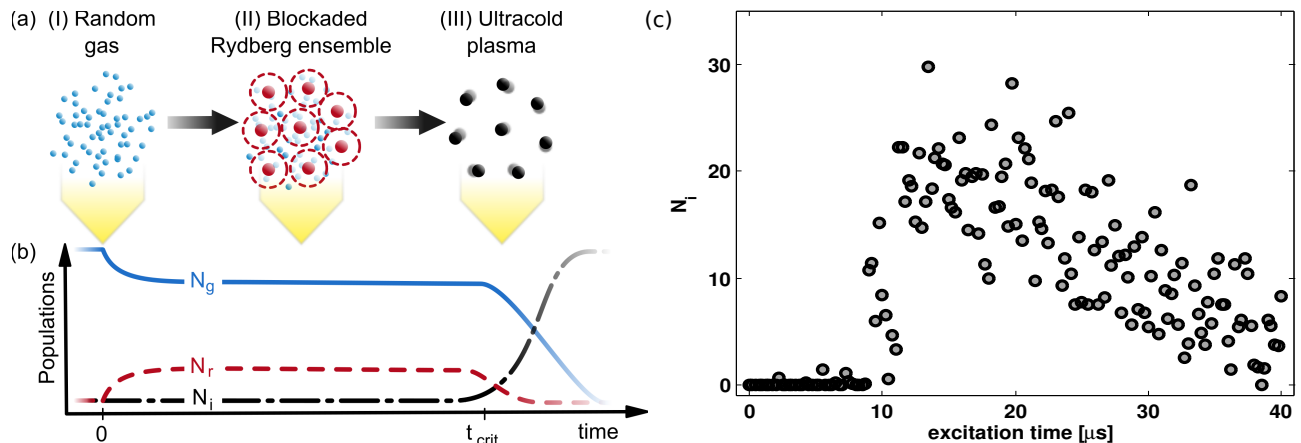 (a) (I) Random gas
(II) Blockaded Rydberg ensemble
(III) Ultracold plasma
(b)
Populations
N_g
N_r
N_i
0
t_crit
time
(c)
N_i
30
20
10
0
0 10 20 30 40
excitation time [μs]